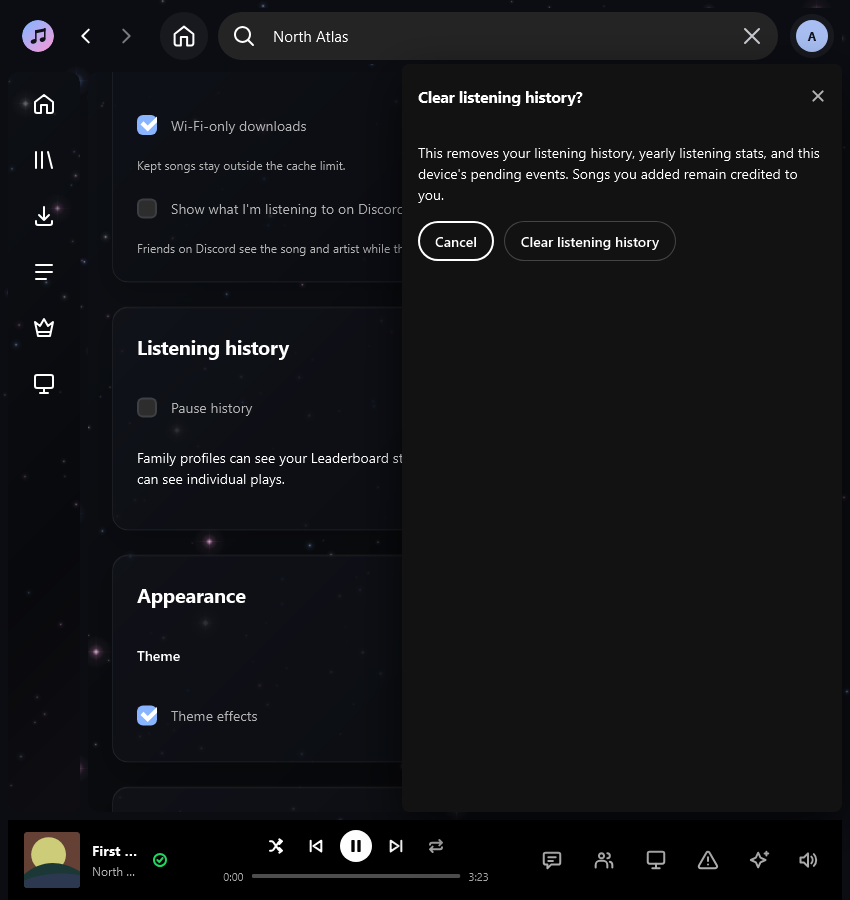 North Atlas
A
Wi-Fi-only downloads
Kept songs stay outside the cache limit.
Show what I'm listening to on Discord
Friends on Discord see the song and artist while
Listening history
Pause history
Family profiles can see your Leaderboard
can see individual plays.
Appearance
Theme
Theme effects
Clear listening history?
This removes your listening history, yearly listening stats, and this
device's pending events. Songs you added remain credited to
you.
Cancel
Clear listening history
First ...
North ...
0:00
3:23